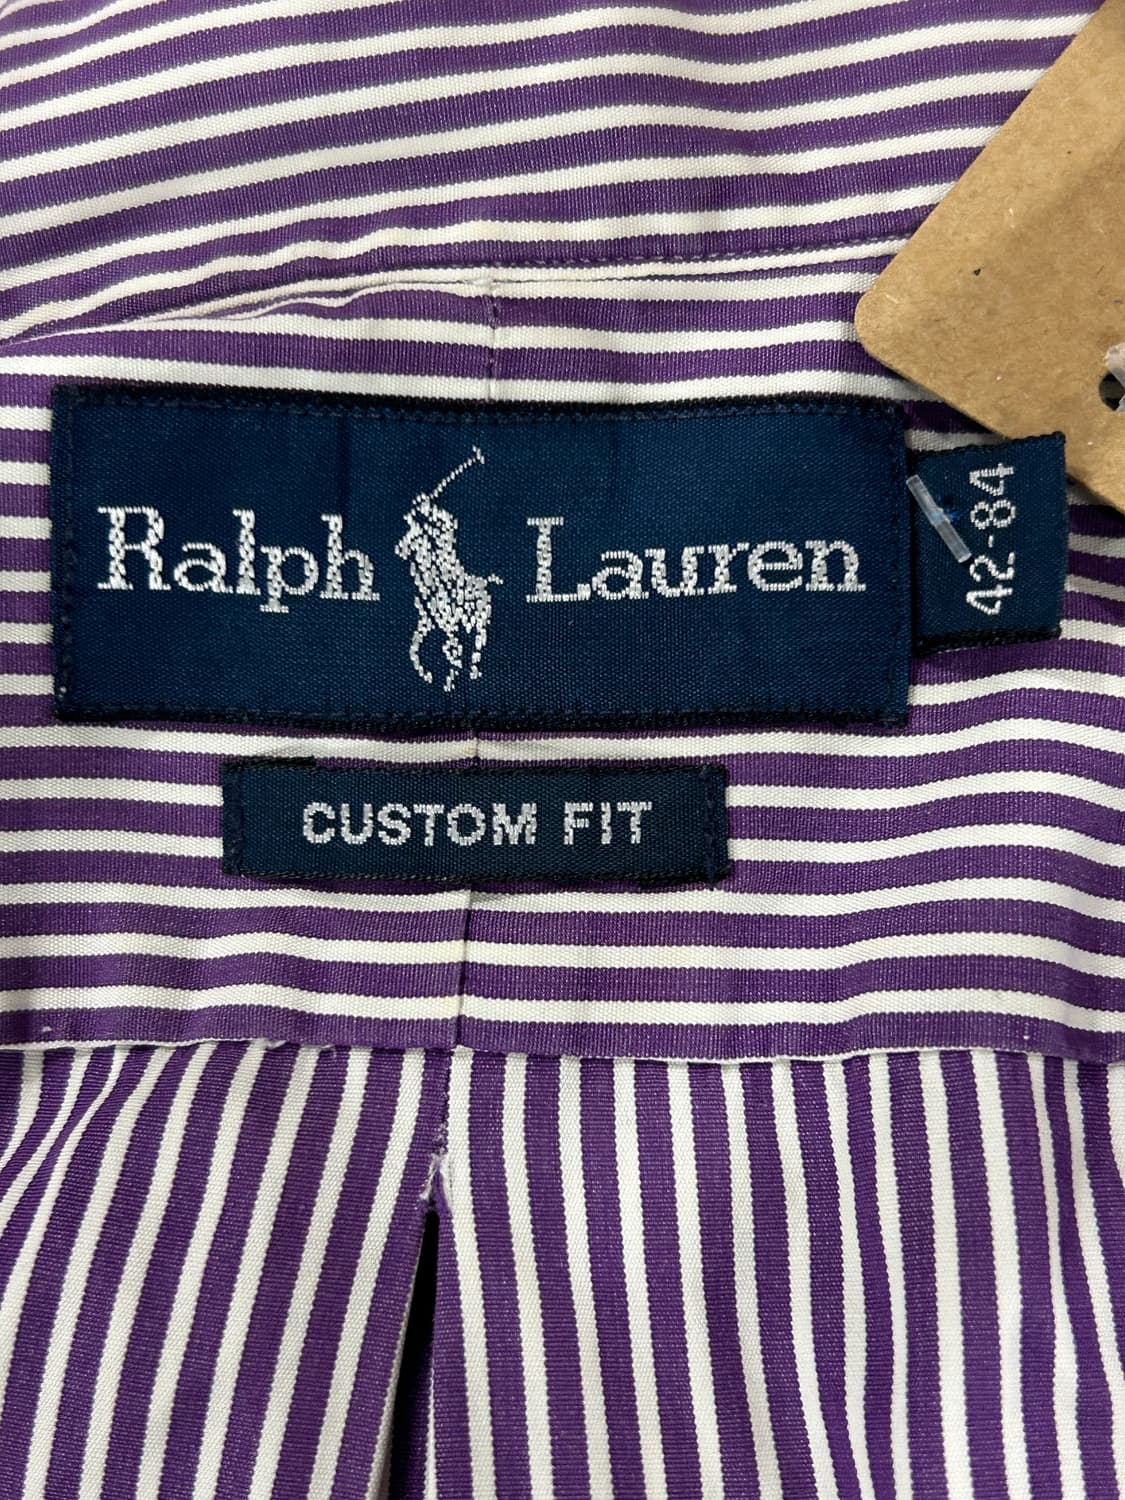 Ralph Lauren
42-84
CUSTOM FIT